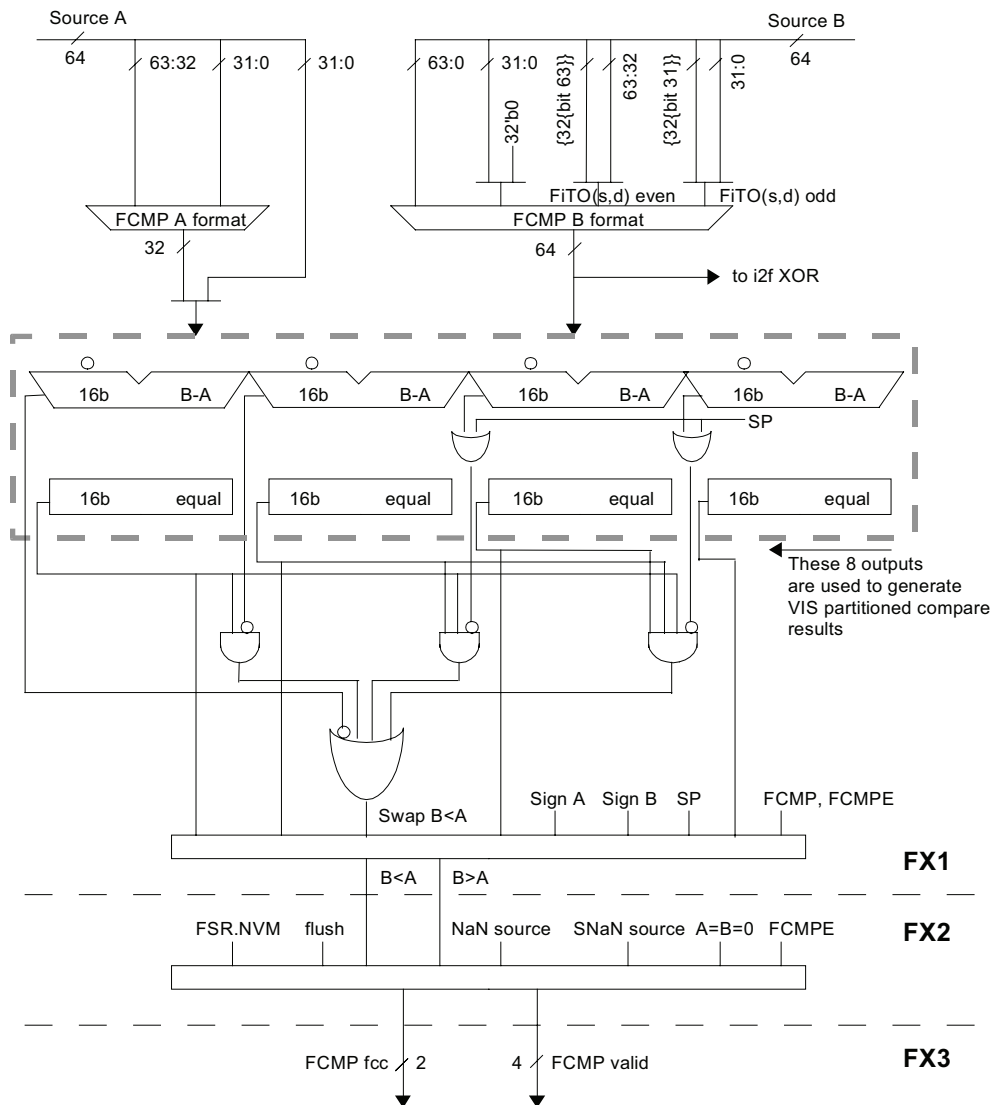 Source A
Source B
64
63:32
31:0
31:0
63:0
31:0
32'b0
{32{bit 63}}
63:32
{32{bit 31}}
31:0
64
FiTO(s,d) even
FiTO(s,d) odd
FCMP A format
FCMP B format
32
64
to i2f XOR
16b B-A
16b B-A
16b B-A
16b B-A
SP
16b equal
16b equal
16b equal
16b equal
These 8 outputs
are used to generate
VIS partitioned compare
results
Swap B<A
Sign A
Sign B
SP
FCMP, FCMPE
FX1
B<A
B>A
FSR.NVM
flush
NaN source
SNaN source
A=B=0
FCMPE
FX2
FCMP fcc
2
4
FCMP valid
FX3